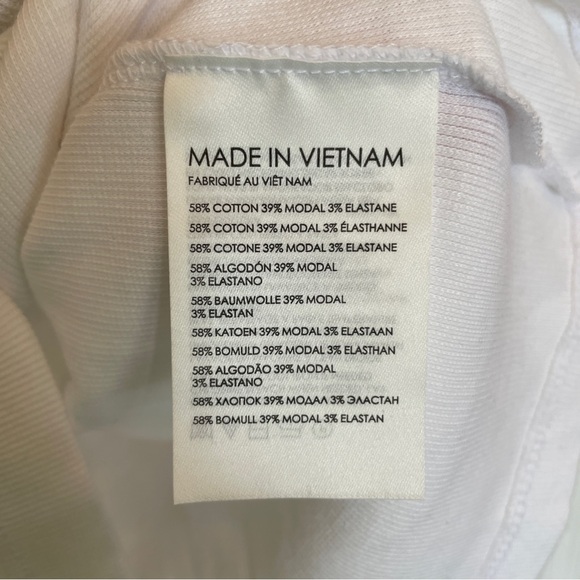 MADE IN VIETNAM
FABRIQUÉ AU VIÊT NAM
58% COTTON 39% MODAL 3% ELASTANE
58% COTON 39% MODAL 3% ÉLASTHANNE
58% COTONE 39% MODAL 3% ELASTANE
58% ALGODÓN 39% MODAL
3% ELASTANO
58% BAUMWOLLE 39% MODAL
3% ELASTAN
58% KATOEN 39% MODAL 3% ELASTAAN
58% BOMULD 39% MODAL 3% ELASTHAN
58% ALGODÃO 39% MODAL
3% ELASTANO
58% ХЛОПОК 39% МОДАЛ 3% ЭЛАСТАН
58% BOMULL 39% MODAL 3% ELASTAN